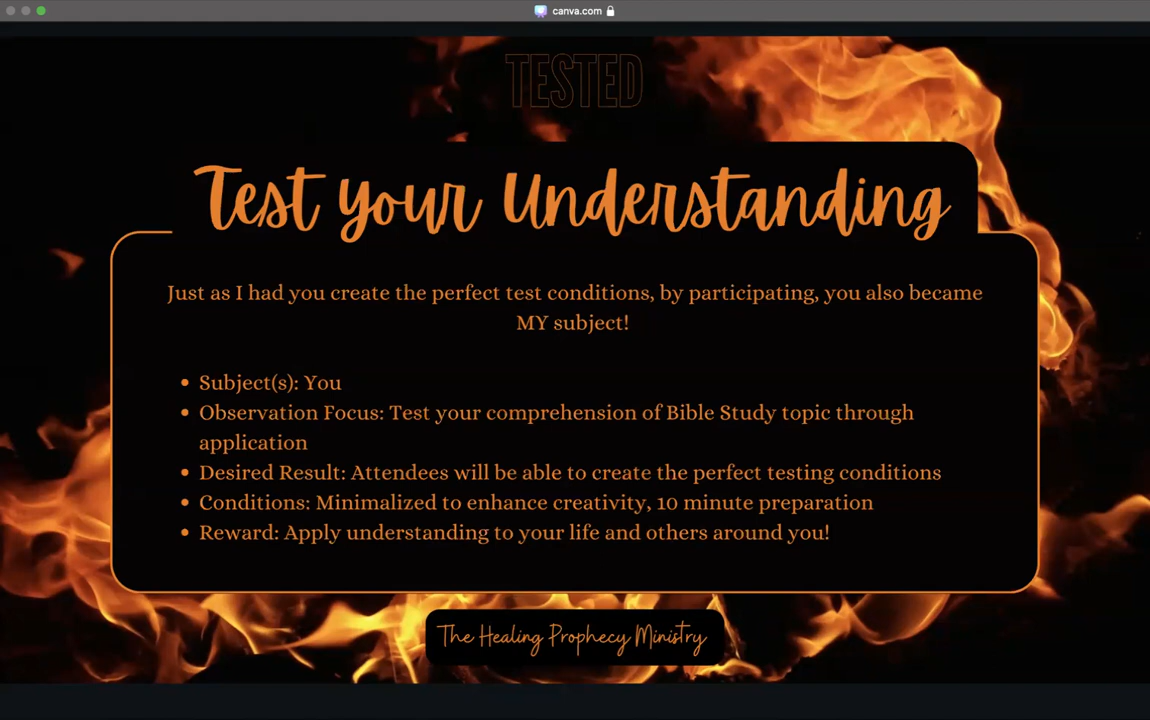 canva.com
TESTED
Test Your Understanding
Just as I had you create the perfect test conditions, by participating, you also became
MY subject!
• Subject(s): You
• Observation Focus: Test your comprehension of Bible Study topic through
application
• Desired Result: Attendees will be able to create the perfect testing conditions
• Conditions: Minimalized to enhance creativity, 10 minute preparation
• Reward: Apply understanding to your life and others around you!
The Healing Prophecy Ministry